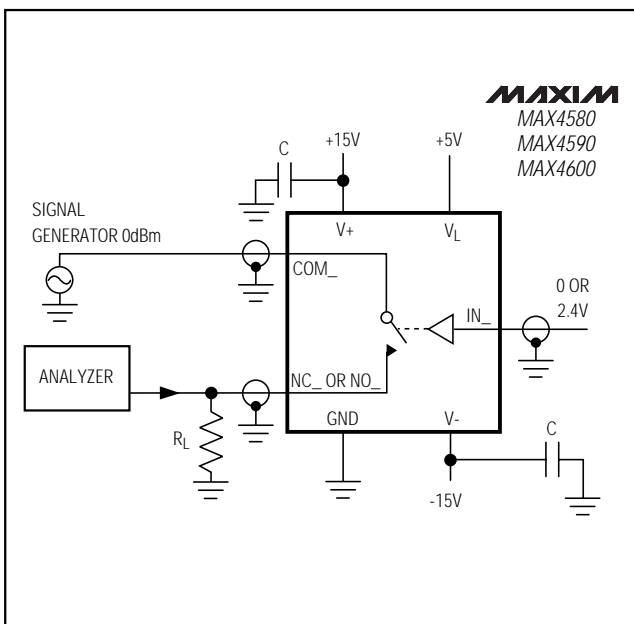 MAXIM
MAX4580
MAX4590
MAX4600
+15V
+5V
C
SIGNAL
GENERATOR 0dBm
V+
VL
COM_
0 OR
2.4V
IN_
ANALYZER
NC_ OR NO_
GND
V-
C
RL
-15V